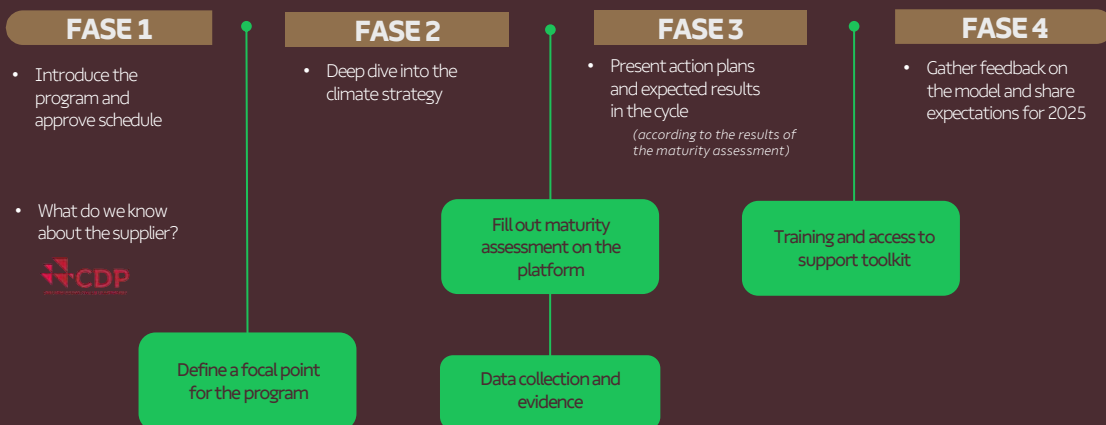 FASE 1
• Introduce the
program and
approve schedule
• What do we know
about the supplier?
CDP
Define a focal point
for the program
FASE 2
• Deep dive into the
climate strategy
Fill out maturity
assessment on the
platform
Data collection and
evidence
FASE 3
• Present action plans
and expected results
in the cycle
(according to the results of
the maturity assessment)
Training and access to
support toolkit
FASE 4
• Gather feedback on
the model and share
expectations for 2025